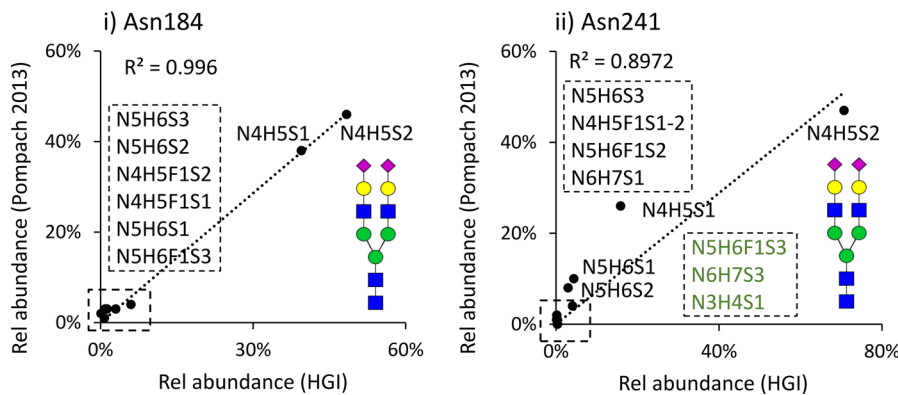 i) Asn184
Rel abundance (Pompach 2013)
60%
40%
20%
0%
R² = 0.996
N5H6S3
N5H6S2
N4H5F1S2
N4H5F1S1
N5H6S1
N5H6F1S3
N4H5S1
N4H5S2
0%
30%
60%
Rel abundance (HGI)
ii) Asn241
Rel abundance (Pompach 2013)
60%
40%
20%
0%
R² = 0.8972
N5H6S3
N4H5F1S1-2
N5H6F1S2
N6H7S1
N4H5S2
N4H5S1
N5H6S1
N5H6S2
N5H6F1S3
N6H7S3
N3H4S1
0%
40%
80%
Rel abundance (HGI)